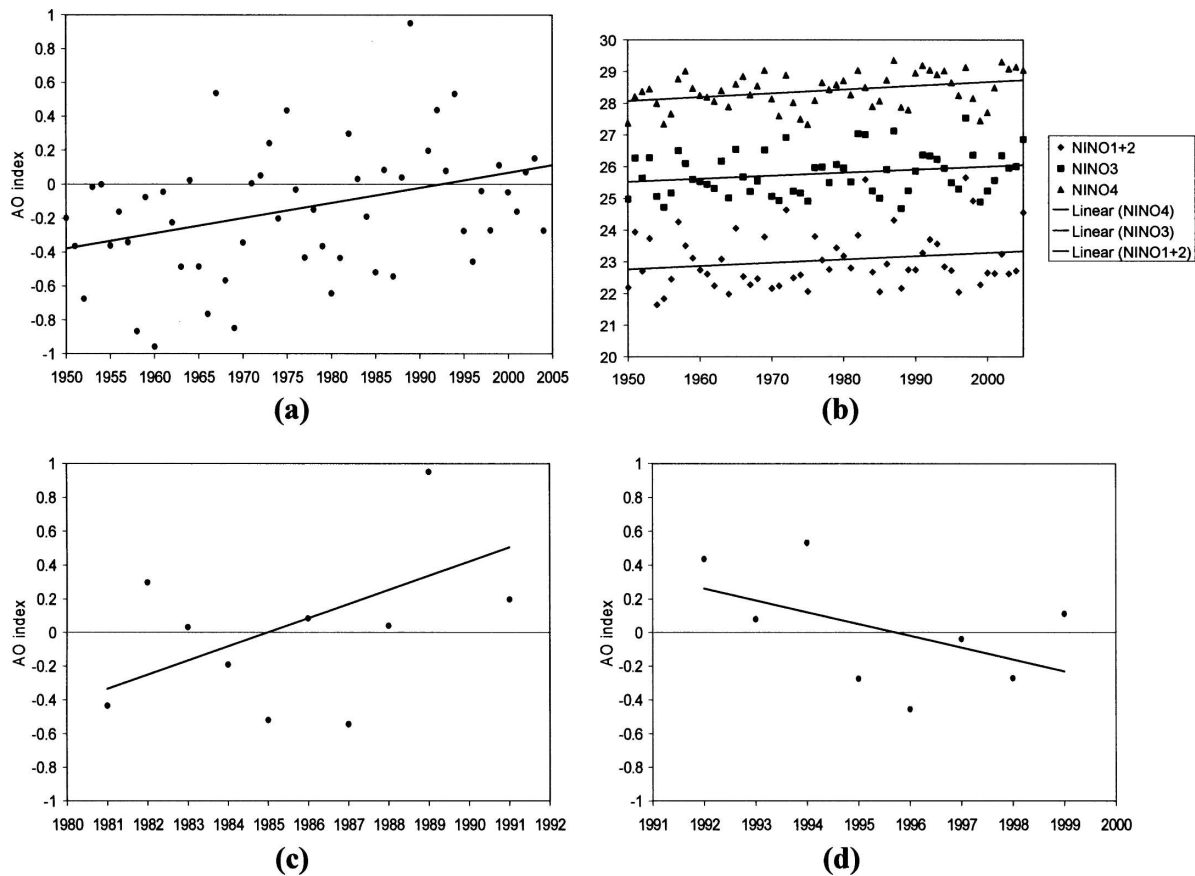 AO index
1
0.8
0.6
0.4
0.2
0
-0.2
-0.4
-0.6
-0.8
-1
1950 1955 1960 1965 1970 1975 1980 1985 1990 1995 2000 2005
(a)
30
29
28
27
26
25
24
23
22
21
20
1950 1960 1970 1980 1990 2000
NINO1+2
NINO3
NINO4
Linear (NINO4)
Linear (NINO3)
Linear (NINO1+2)
(b)
AO index
1
0.8
0.6
0.4
0.2
0
-0.2
-0.4
-0.6
-0.8
-1
1980 1981 1982 1983 1984 1985 1986 1987 1988 1989 1990 1991 1992
(c)
AO index
1
0.8
0.6
0.4
0.2
0
-0.2
-0.4
-0.6
-0.8
-1
1991 1992 1993 1994 1995 1996 1997 1998 1999 2000
(d)